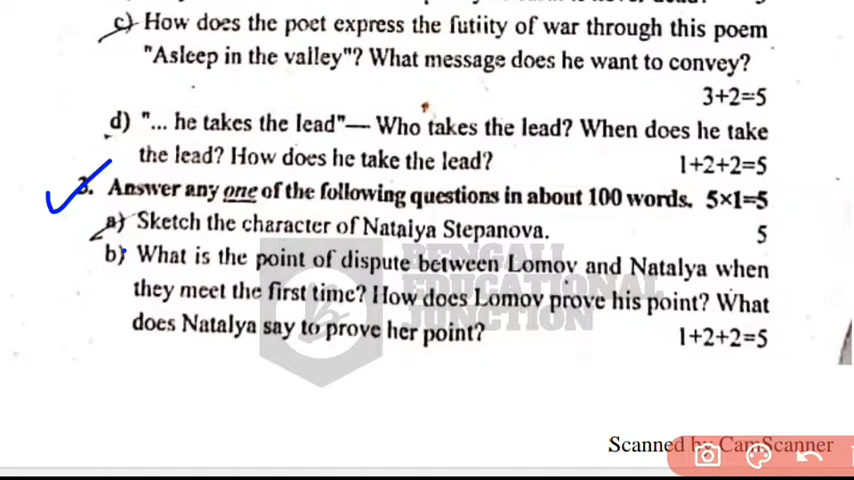 c) How does the poet express the futiity of war through this poem
"Asleep in the valley"? What message does he want to convey?
3+2=5
d) "... he takes the lead"— Who takes the lead? When does he take
the lead? How does he take the lead? 1+2+2=5
3. Answer any one of the following questions in about 100 words. 5×1=5
a) Sketch the character of Natalya Stepanova. 5
b) What is the point of dispute between Lomov and Natalya when
they meet the first time? How does Lomov prove his point? What
does Natalya say to prove her point? 1+2+2=5
BENGALI
EDUCATIONAL
JUNCTION
Scanned by CamScanner